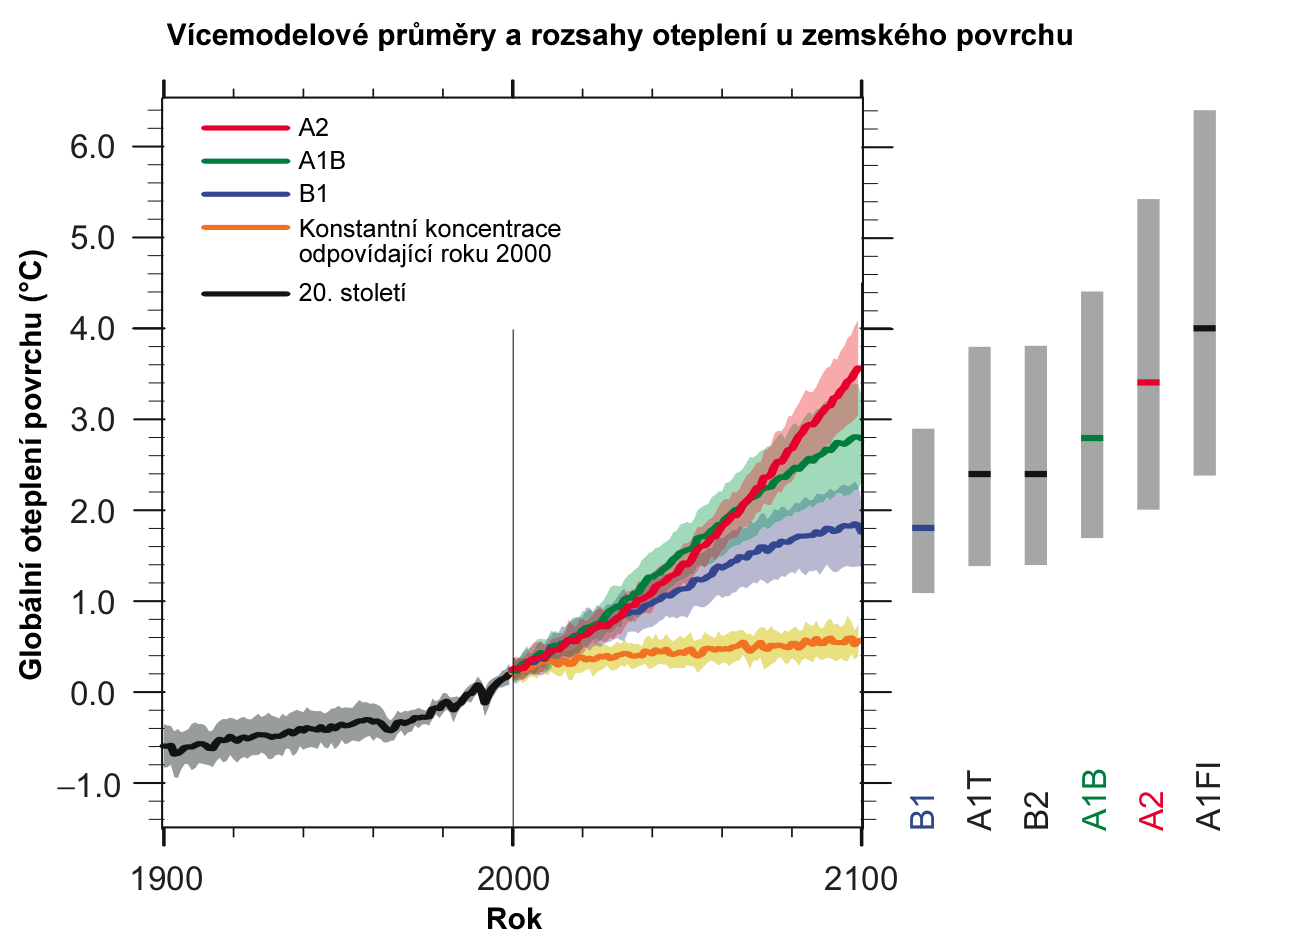 Vícemodelové průměry a rozsahy oteplení u zemského povrchu
Globální oteplení povrchu (°C)
6.0
5.0
4.0
3.0
2.0
1.0
0.0
–1.0
A2
A1B
B1
Konstantní koncentrace
odpovídající roku 2000
20. století
1900
2000
2100
Rok
B1
A1T
B2
A1B
A2
A1FI